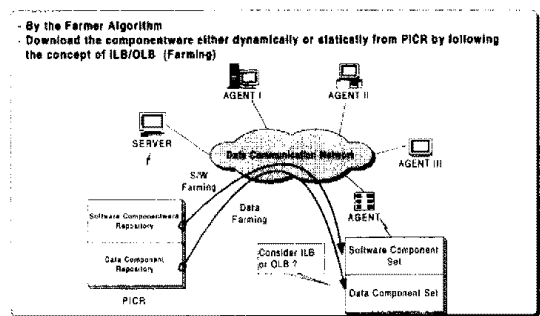 - By the Farmer Algorithm
- Download the componentware either dynamically or statically from PICR by following
the concept of ILB/OLB (Farming)
AGENT I
AGENT II
SERVER
Data Communication Network
AGENT III
S/W
Farming
Data
Farming
AGENT
Software Componentware
Repository
Data Component
Repository
PICR
Consider ILB
or OLB ?
Software Component
Set
Data Component Set